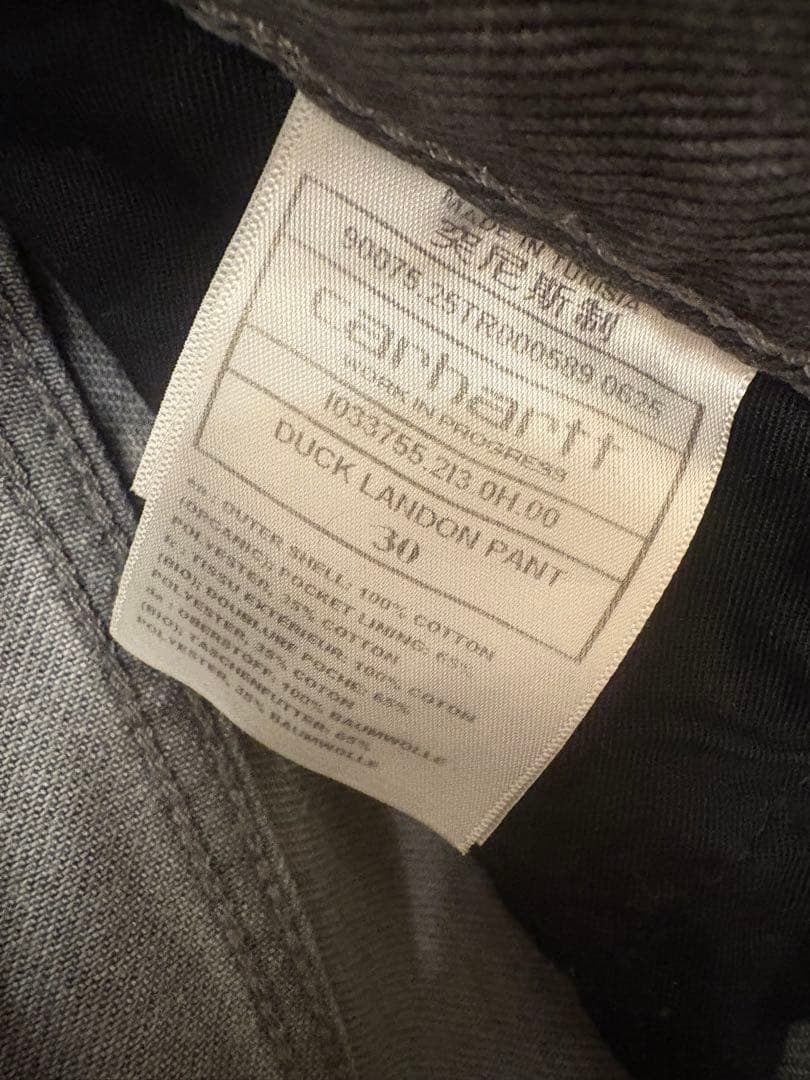 MADE IN TUNISIA
突尼斯制
90075.25TR000589 0625
carhartt
WORK IN PROGRESS
I033755.2I3.0H.00
DUCK LANDON PANT
30
en : OUTER SHELL: 100% COTTON
(ORGANIC); POCKET LINING: 65%
POLYESTER, 35% COTTON
fr : TISSU EXTÉRIEUR: 100% COTON
(BIO); DOUBLURE POCHE: 65%
POLYESTER, 35% COTON
de : OBERSTOFF: 100% BAUMWOLLE
(BIO); TASCHENFUTTER: 65%
POLYESTER, 35% BAUMWOLLE